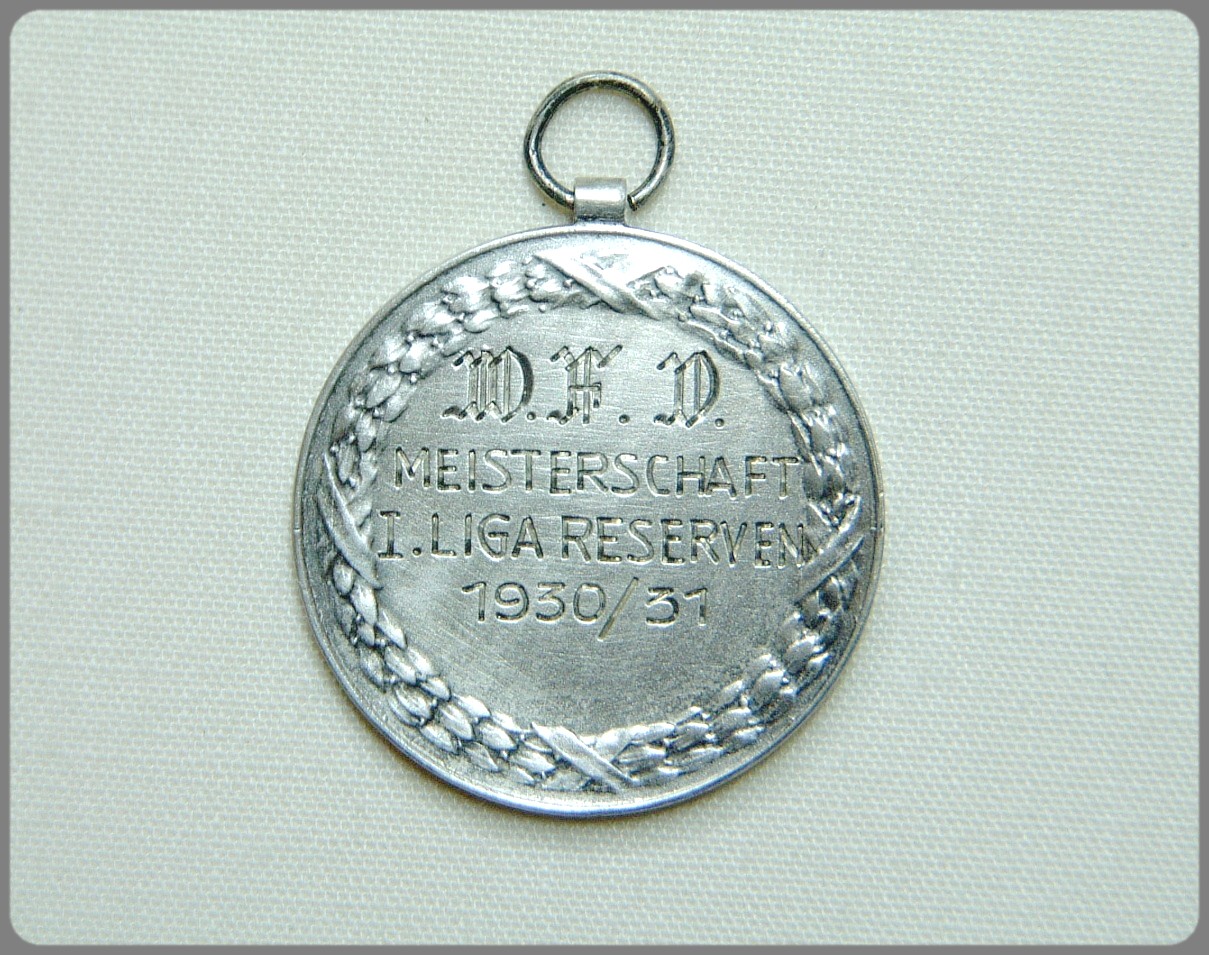 W. F. V.
MEISTERSCHAFT
I. LIGA RESERVEN
1930/31